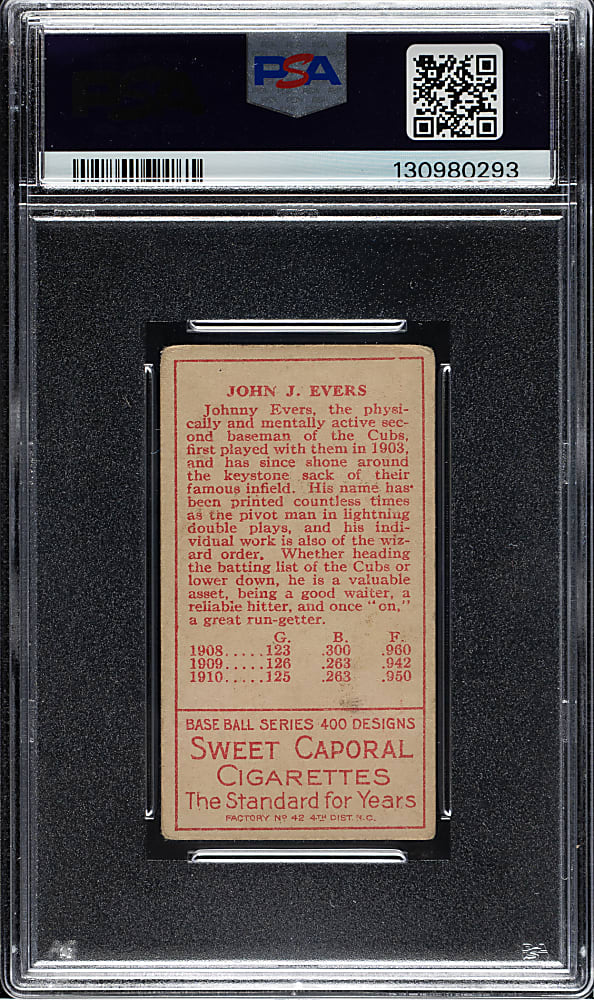 PSA
130980293
JOHN J. EVERS
Johnny Evers, the physi-
cally and mentally active sec-
ond baseman of the Cubs,
first played with them in 1903,
and has since shone around
the keystone sack of their
famous infield. His name has
been printed countless times
as the pivot man in lightning
double plays, and his indi-
vidual work is also of the wiz-
ard order. Whether heading
the batting list of the Cubs or
lower down, he is a valuable
asset, being a good waiter, a
reliable hitter, and once "on,"
a great run-getter.
G. B. F.
1908.....123 .300 .960
1909.....126 .263 .942
1910.....125 .263 .950
BASE BALL SERIES 400 DESIGNS
SWEET CAPORAL
CIGARETTES
The Standard for Years
FACTORY Nº 42 4TH DIST. N.C.